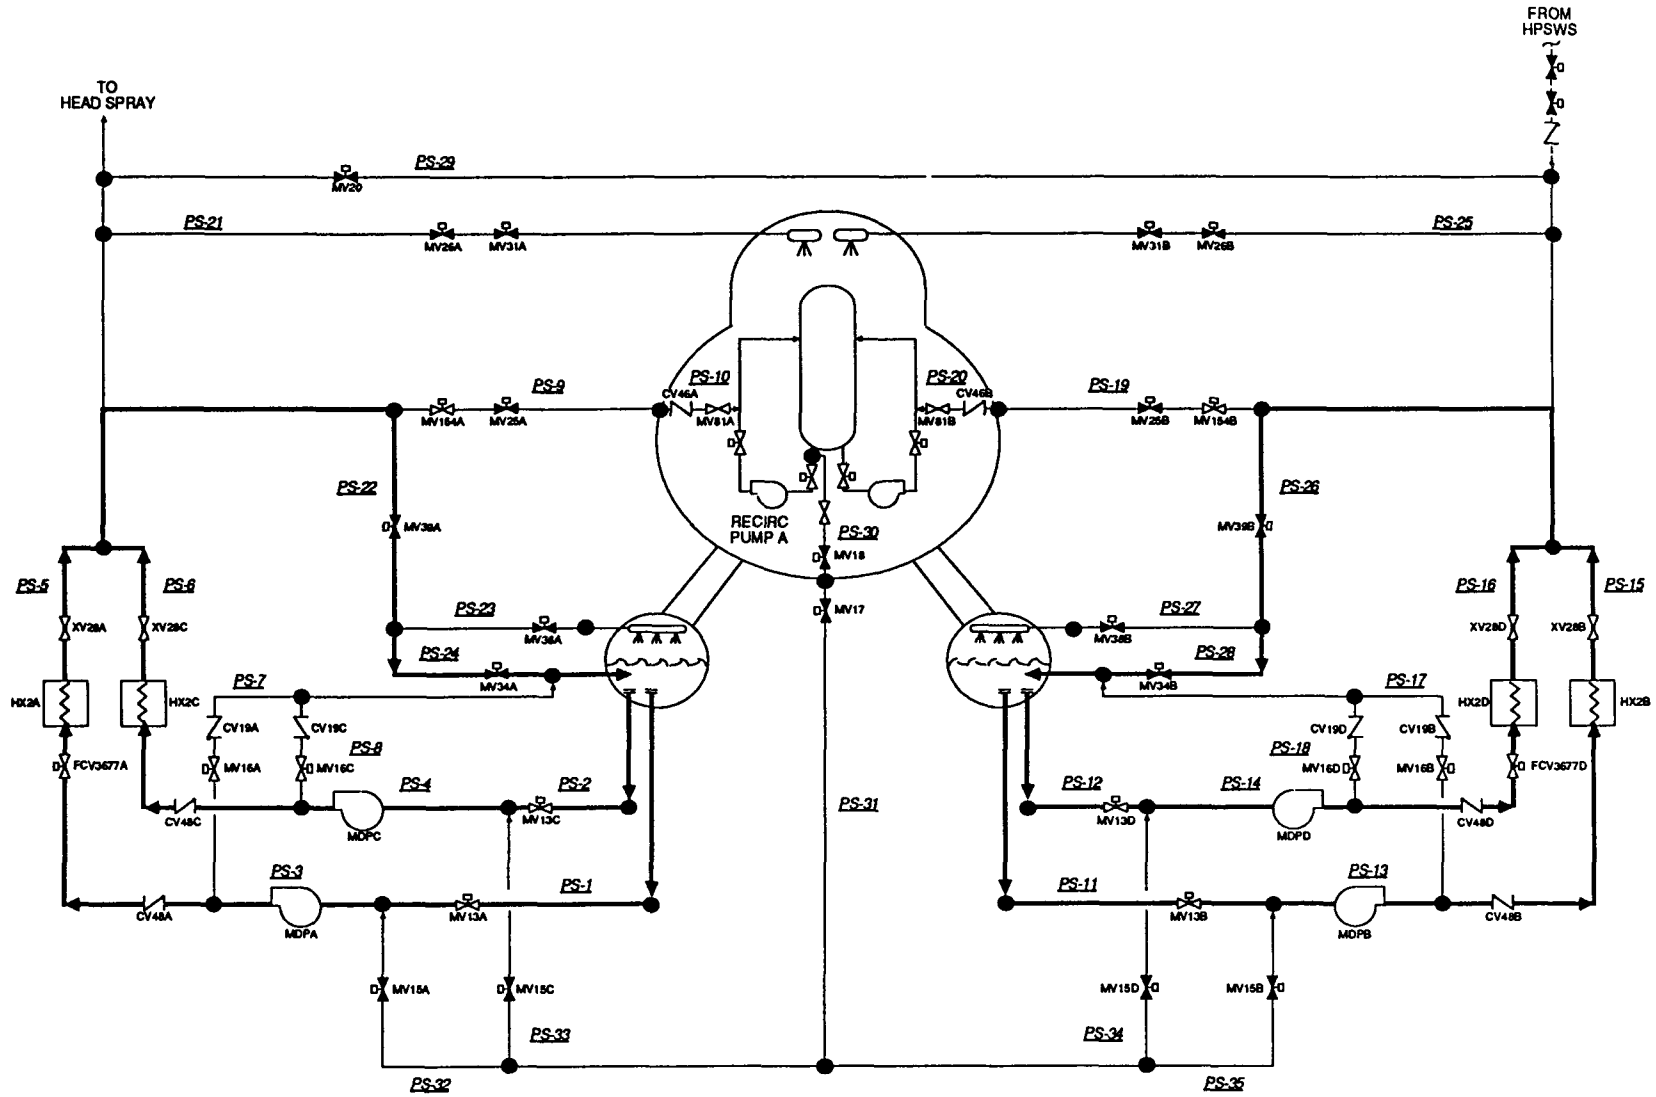 FROM
HPSWS
TO
HEAD SPRAY
PS-29
MV20
PS-21
PS-25
MV26A
MV31A
MV31B
MV26B
PS-10
PS-20
PS-9
PS-19
CV46A
CV46B
MV154A
MV25A
MV81A
MV81B
MV25B
MV154B
PS-22
PS-26
RECIRC
PUMP A
MV39A
MV39B
PS-30
MV18
PS-5
PS-6
PS-16
PS-15
PS-23
PS-27
MV17
XV28A
XV28C
MV38A
MV38B
XV28D
XV28B
PS-24
PS-28
PS-7
MV34A
MV34B
PS-17
HX2A
HX2C
HX2D
HX2B
CV19A
CV19C
CV19D
CV19B
PS-8
PS-18
FCV3677A
MV16A
MV16C
MV16D
MV16B
FCV3677D
PS-4
PS-2
PS-12
PS-14
PS-31
CV48C
MDPC
MV13C
MV13D
MDPD
CV48D
PS-3
PS-1
PS-11
PS-13
CV48A
MDPA
MV13A
MV13B
MDPB
CV48B
MV15A
MV15C
MV15D
MV15B
PS-33
PS-34
PS-32
PS-35